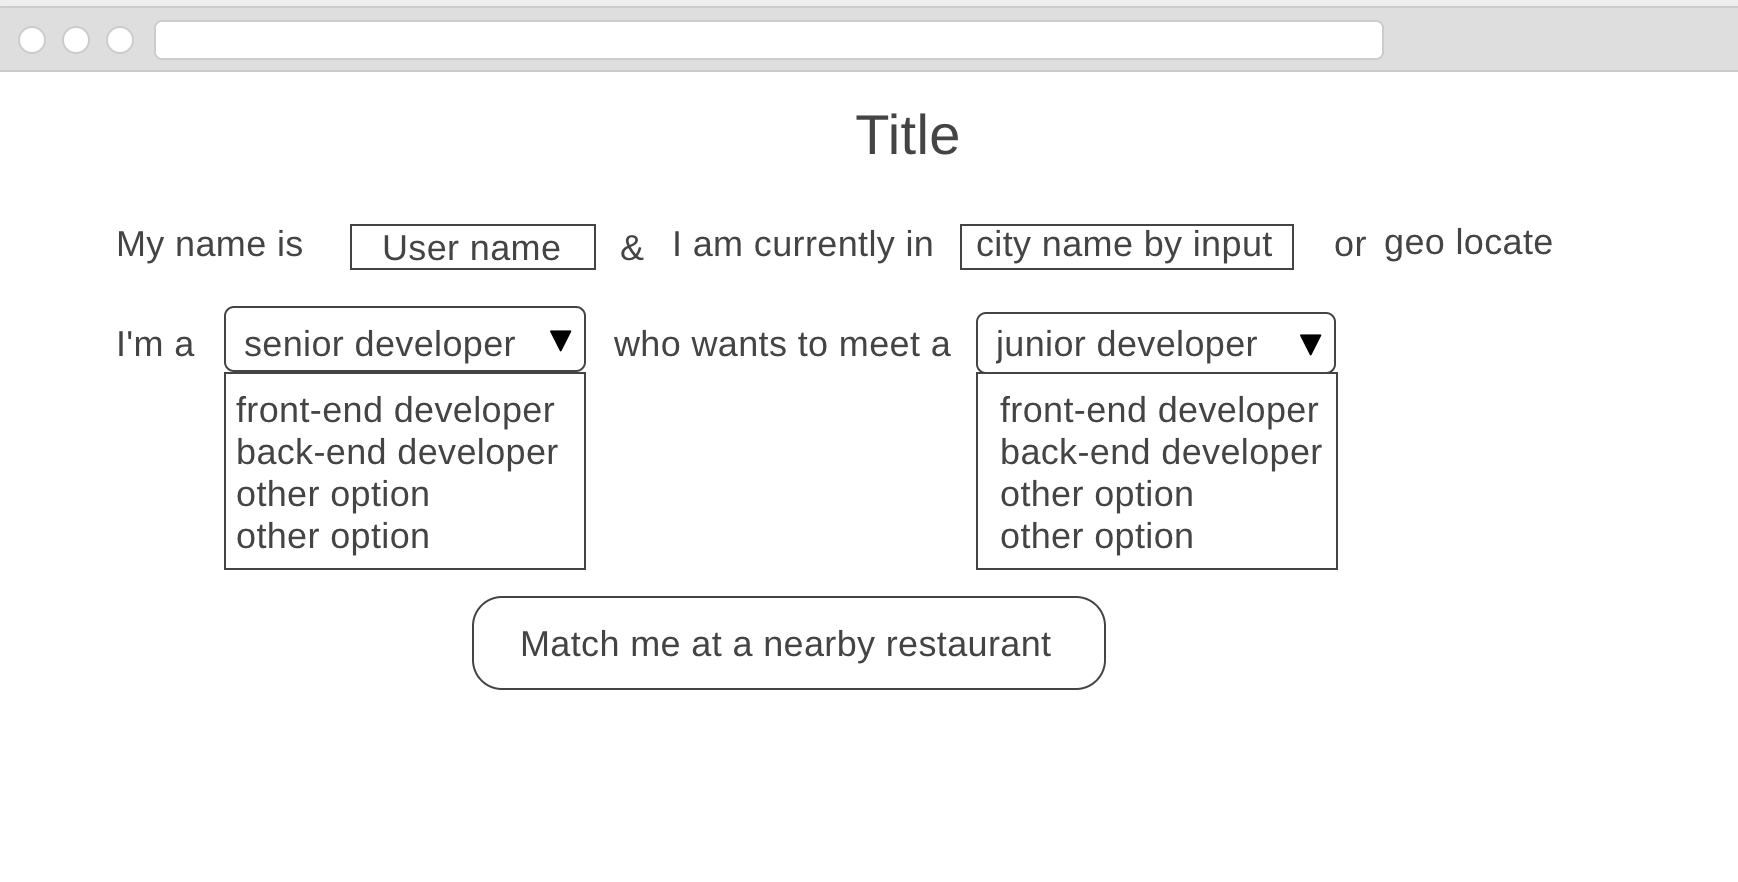 Title
My name is User name & I am currently in city name by input or geo locate
I'm a senior developer ▼ who wants to meet a junior developer ▼
front-end developer
back-end developer
other option
other option
front-end developer
back-end developer
other option
other option
Match me at a nearby restaurant